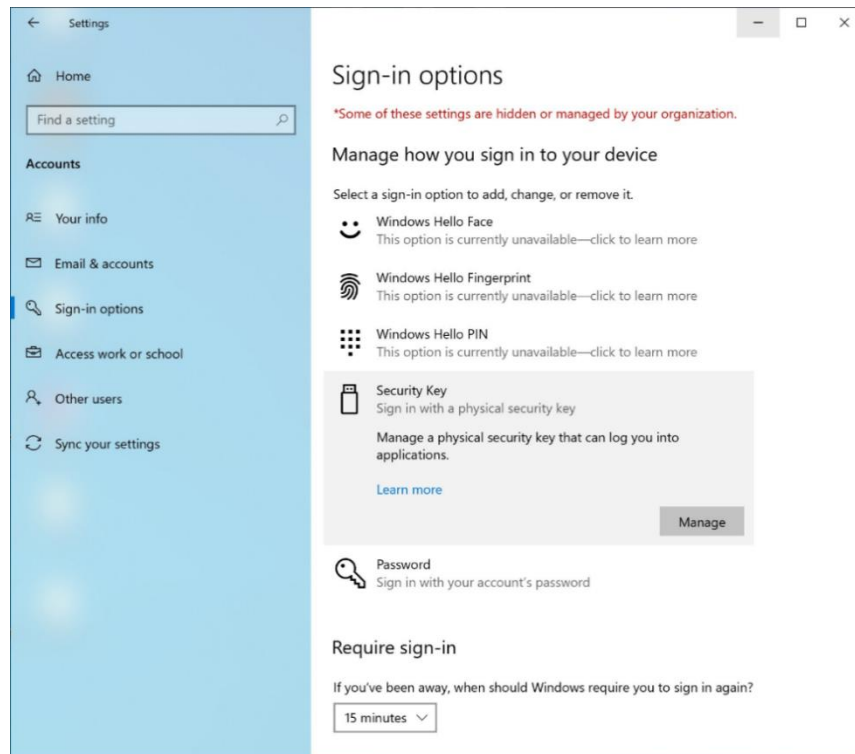 Settings
Home
Find a setting
Accounts
Your info
Email & accounts
Sign-in options
Access work or school
Other users
Sync your settings
Sign-in options
*Some of these settings are hidden or managed by your organization.
Manage how you sign in to your device
Select a sign-in option to add, change, or remove it.
Windows Hello Face
This option is currently unavailable—click to learn more
Windows Hello Fingerprint
This option is currently unavailable—click to learn more
Windows Hello PIN
This option is currently unavailable—click to learn more
Security Key
Sign in with a physical security key
Manage a physical security key that can log you into
applications.
Learn more
Manage
Password
Sign in with your account's password
Require sign-in
If you've been away, when should Windows require you to sign in again?
15 minutes